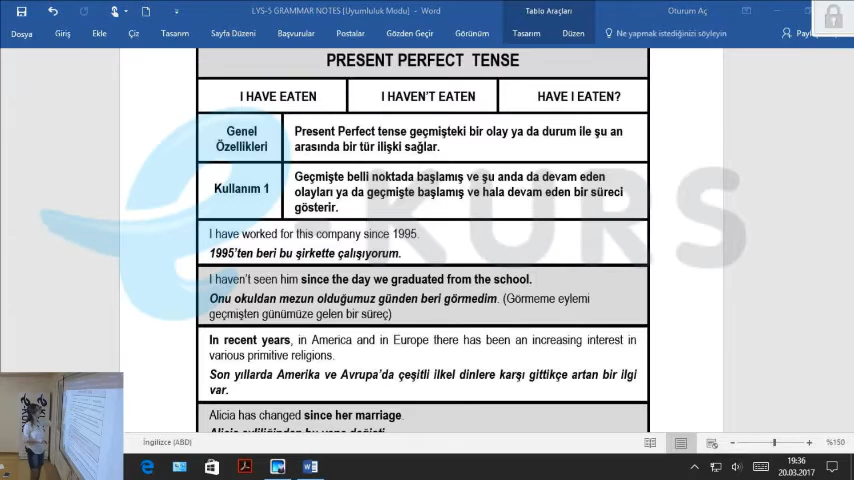 LYS-5 GRAMMAR NOTES [Uyumluluk Modu] - Word
Tablo Araçları
Oturum Aç
Dosya Giriş Ekle Çiz Tasarım Sayfa Düzeni Başvurular Postalar Gözden Geçir Görünüm Tasarım Düzen Ne yapmak istediğinizi söyleyin
PRESENT PERFECT TENSE
I HAVE EATEN I HAVEN'T EATEN HAVE I EATEN?
Genel
Özellikleri
Present Perfect tense geçmişteki bir olay ya da durum ile şu an
arasında bir tür ilişki sağlar.
Kullanım 1
Geçmişte belli noktada başlamış ve şu anda da devam eden
olayları ya da geçmişte başlamış ve hala devam eden bir süreci
gösterir.
I have worked for this company since 1995.
1995'ten beri bu şirkette çalışıyorum.
I haven't seen him since the day we graduated from the school.
Onu okuldan mezun olduğumuz günden beri görmedim. (Görmeme eylemi
geçmişten günümüze gelen bir süreç)
In recent years, in America and in Europe there has been an increasing interest in
various primitive religions.
Son yıllarda Amerika ve Avrupa'da çeşitli ilkel dinlere karşı gittikçe artan bir ilgi
var.
Alicia has changed since her marriage.
e-KURS
İngilizce (ABD)
%150
19:36
20.03.2017